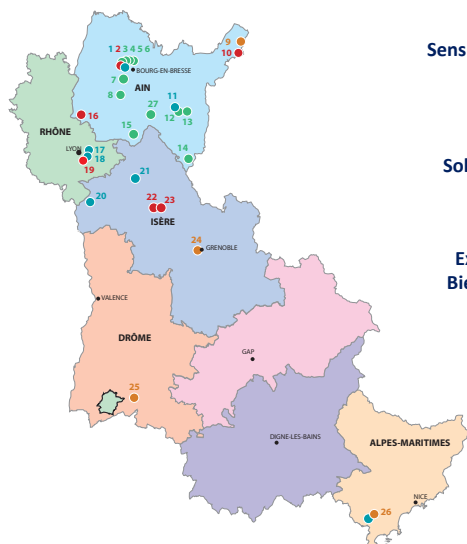 1 2 3 4 5 6
9
10
Sens
BOURG-EN-BRESSE
7
AIN
8
11
27
12
13
16
RHÔNE
15
LYON
17
18
19
14
Sol
21
20
22 23
ISÈRE
24
GRENOBLE
Ex
Bie
VALENCE
DRÔME
GAP
25
DIGNE-LES-BAINS
ALPES-MARITIMES
NICE
26